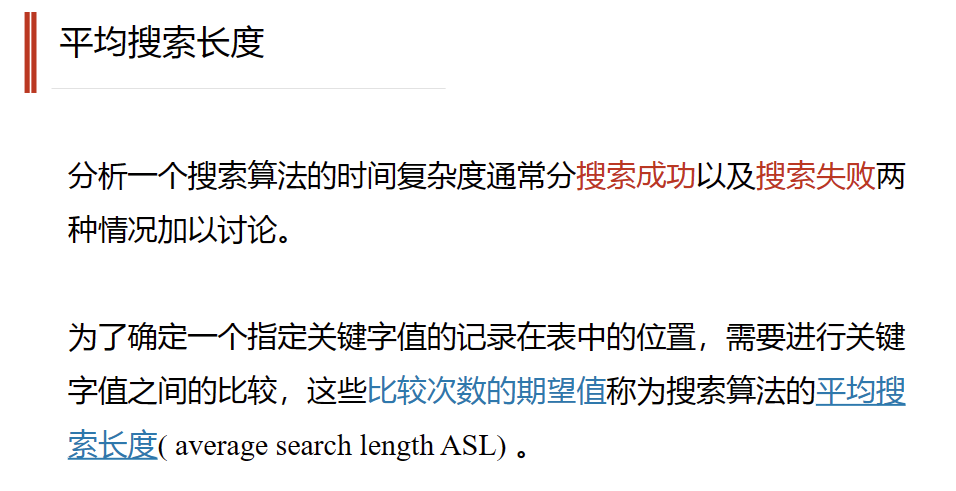 平均搜索长度
分析一个搜索算法的时间复杂度通常分搜索成功以及搜索失败两
种情况加以讨论。
为了确定一个指定关键字值的记录在表中的位置，需要进行关键
字值之间的比较，这些比较次数的期望值称为搜索算法的平均搜
索长度( average search length ASL) 。